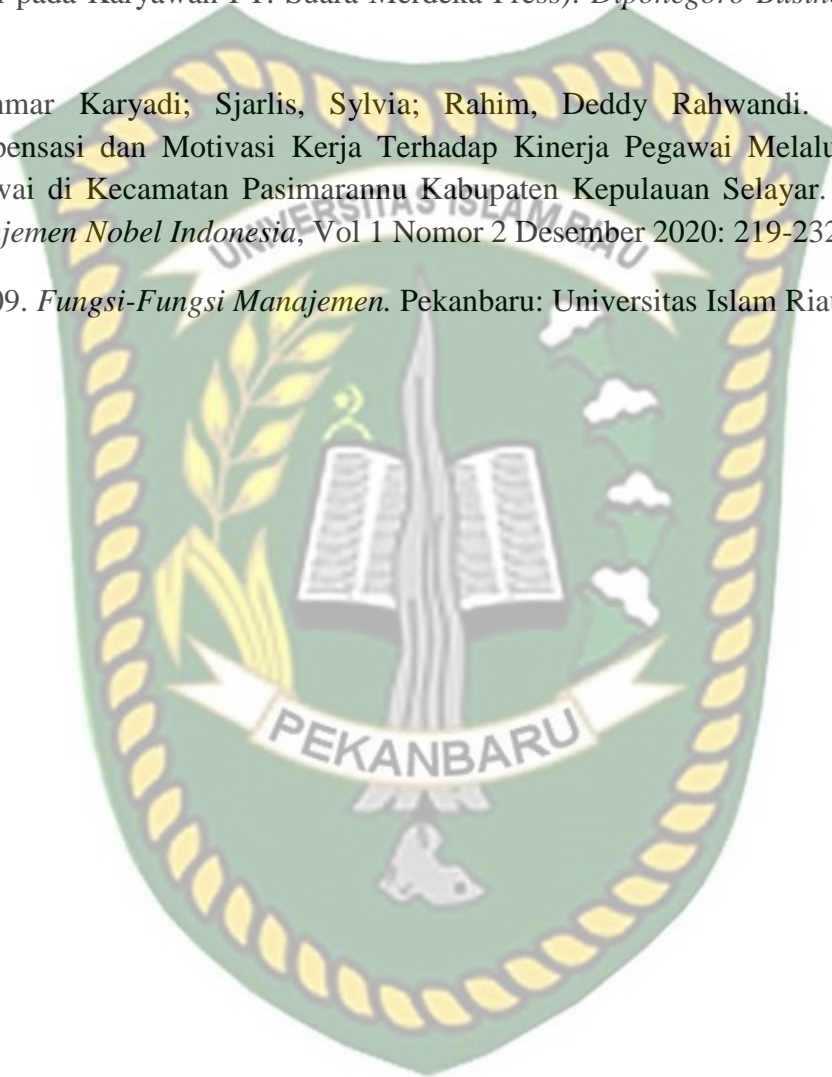 pada Karyawan PT. Suara Merdeka Press). Diponegoro Busin
mar Karyadi; Sjarlis, Sylvia; Rahim, Deddy Rahwandi.
pensasi dan Motivasi Kerja Terhadap Kinerja Pegawai Melalu
wai di Kecamatan Pasimarannu Kabupaten Kepulauan Selayar.
jemen Nobel Indonesia, Vol 1 Nomor 2 Desember 2020: 219-232
UNIVERSITAS ISLAM RIAU
09. Fungsi-Fungsi Manajemen. Pekanbaru: Universitas Islam Riau
PEKANBARU